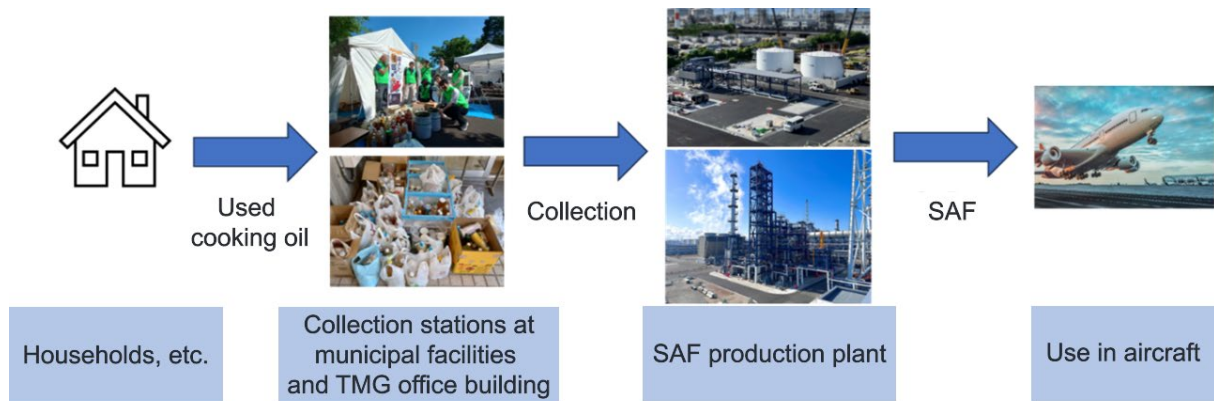 Used
cooking oil
Collection
SAF
Households, etc.
Collection stations at
municipal facilities
and TMG office building
SAF production plant
Use in aircraft